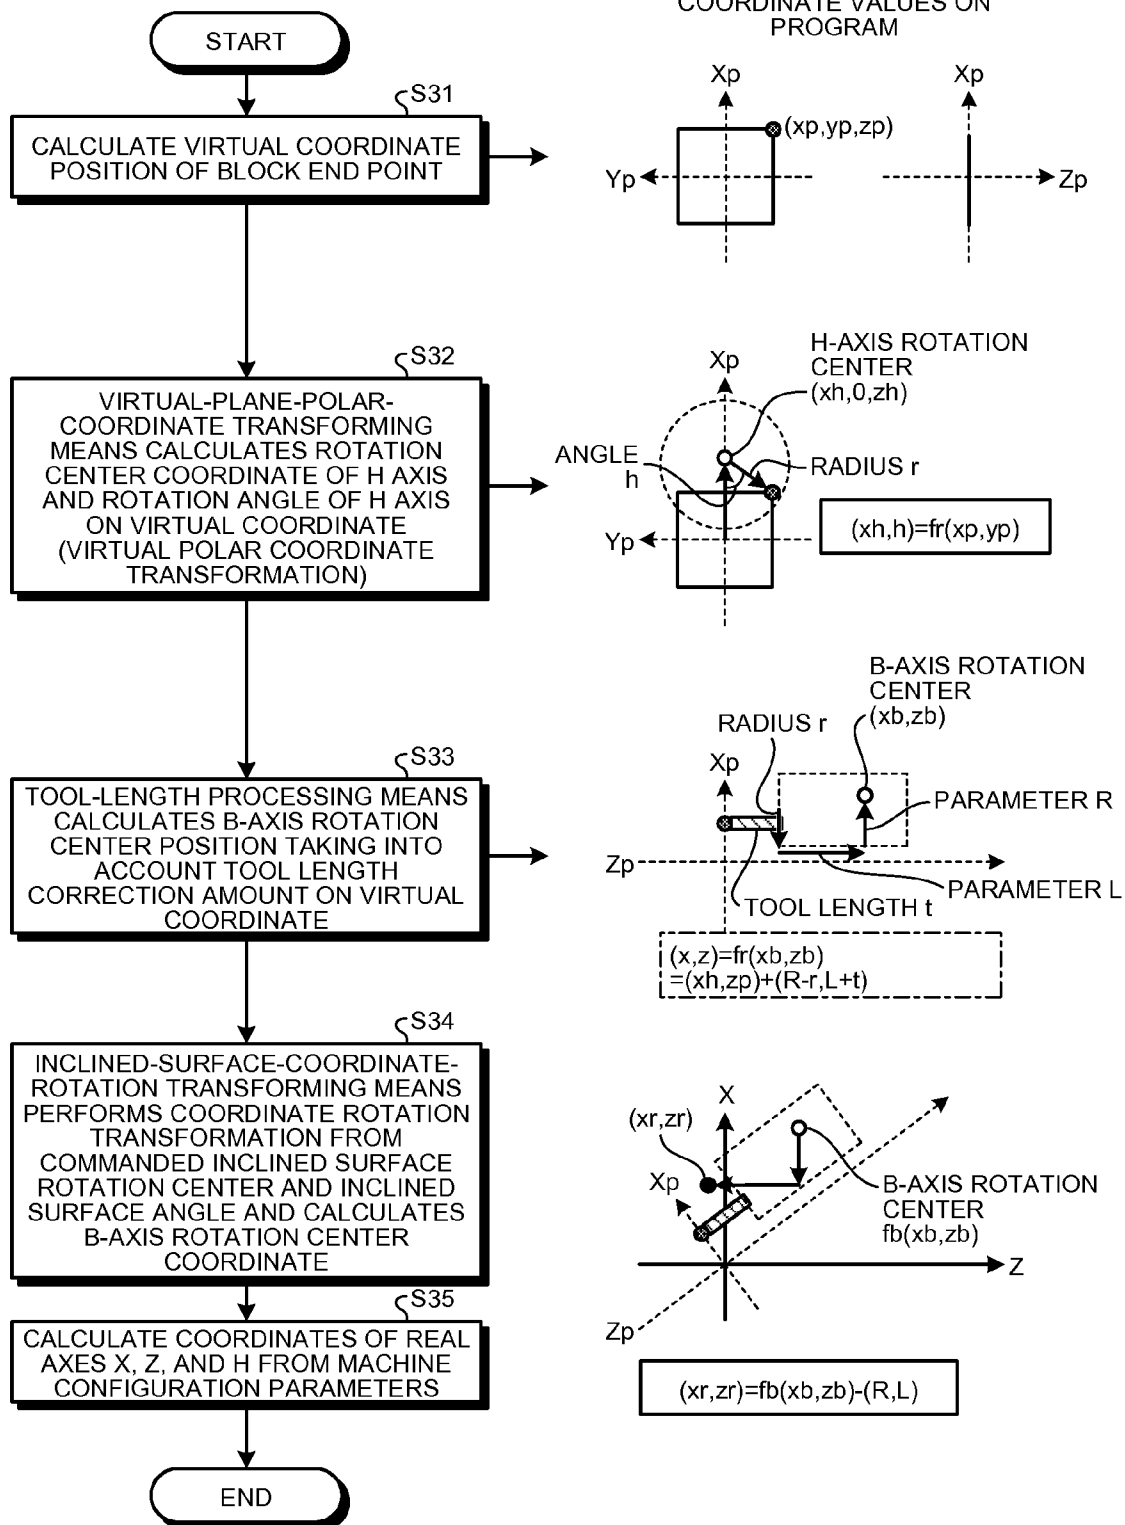 COORDINATE VALUES ON
PROGRAM
START
S31
CALCULATE VIRTUAL COORDINATE
POSITION OF BLOCK END POINT
Xp
(xp,yp,zp)
Yp
Xp
Zp
S32
VIRTUAL-PLANE-POLAR-
COORDINATE TRANSFORMING
MEANS CALCULATES ROTATION
CENTER COORDINATE OF H AXIS
AND ROTATION ANGLE OF H AXIS
ON VIRTUAL COORDINATE
(VIRTUAL POLAR COORDINATE
TRANSFORMATION)
Xp
H-AXIS ROTATION
CENTER
(xh,0,zh)
ANGLE
h
RADIUS r
Yp
(xh,h)=fr(xp,yp)
S33
TOOL-LENGTH PROCESSING MEANS
CALCULATES B-AXIS ROTATION
CENTER POSITION TAKING INTO
ACCOUNT TOOL LENGTH
CORRECTION AMOUNT ON VIRTUAL
COORDINATE
B-AXIS ROTATION
CENTER
(xb,zb)
RADIUS r
Xp
PARAMETER R
Zp
PARAMETER L
TOOL LENGTH t
(x,z)=fr(xb,zb)
=(xh,zp)+(R-r,L+t)
S34
INCLINED-SURFACE-COORDINATE-
ROTATION TRANSFORMING MEANS
PERFORMS COORDINATE ROTATION
TRANSFORMATION FROM
COMMANDED INCLINED SURFACE
ROTATION CENTER AND INCLINED
SURFACE ANGLE AND CALCULATES
B-AXIS ROTATION CENTER
COORDINATE
X
(xr,zr)
Xp
B-AXIS ROTATION
CENTER
fb(xb,zb)
Z
Zp
S35
CALCULATE COORDINATES OF REAL
AXES X, Z, AND H FROM MACHINE
CONFIGURATION PARAMETERS
(xr,zr)=fb(xb,zb)-(R,L)
END